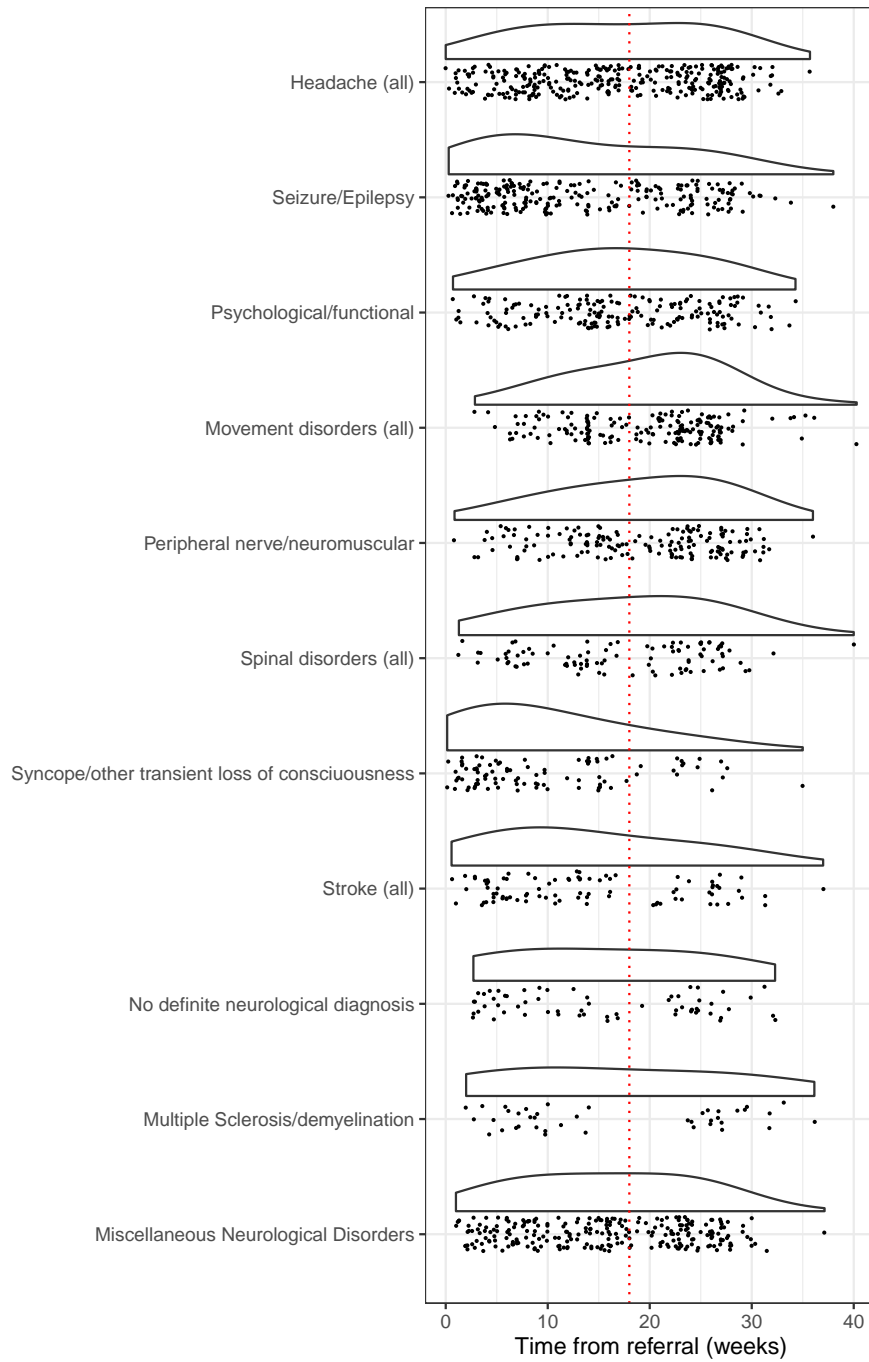 Headache (all)
Seizure/Epilepsy
Psychological/functional
Movement disorders (all)
Peripheral nerve/neuromuscular
Spinal disorders (all)
Syncope/other transient loss of consciuousness
Stroke (all)
No definite neurological diagnosis
Multiple Sclerosis/demyelination
Miscellaneous Neurological Disorders
0 10 20 30 40
Time from referral (weeks)